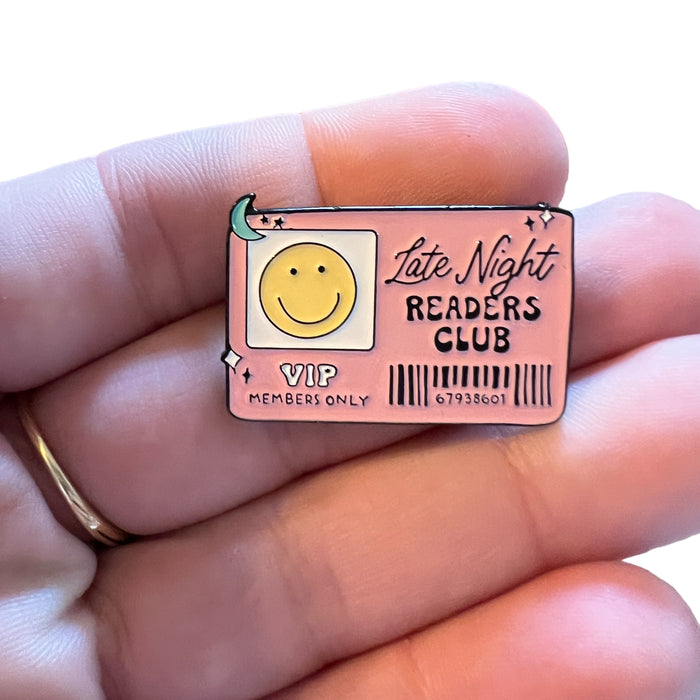 Late Night
READERS
CLUB
VIP
MEMBERS ONLY
67938601